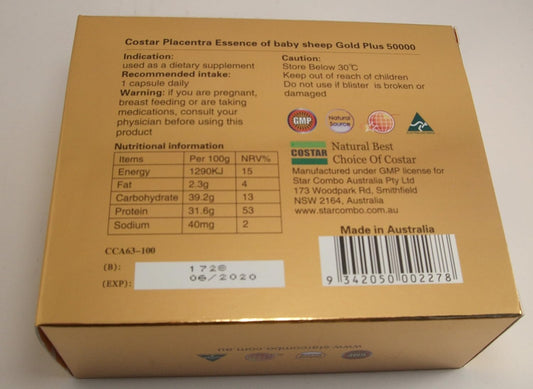 Costar Placentra Essence of baby sheep Gold Plus 50000
Indication:
used as a dietary supplement
Recommended intake:
1 capsule daily
Warning: if you are pregnant,
breast feeding or are taking
medications, consult your
physician before using this
product
Caution:
Store Below 30℃
Keep out of reach of children
Do not use if blister is broken or
damaged
GMP
Natural
Source
COSTAR
Natural Best
Choice Of Costar
Manufactured under GMP license for
Star Combo Australia Pty Ltd
173 Woodpark Rd, Smithfield
NSW 2164, Australia
www.starcombo.com.au
Nutritional information
Items Per 100g NRV%
Energy 1290KJ 15
Fat 2.3g 4
Carbohydrate 39.2g 13
Protein 31.6g 53
Sodium 40mg 2
Made in Australia
CCA63-100
(B): 1728
(EXP): 06/2020
9 342050 002278
www.starcombo.com.au